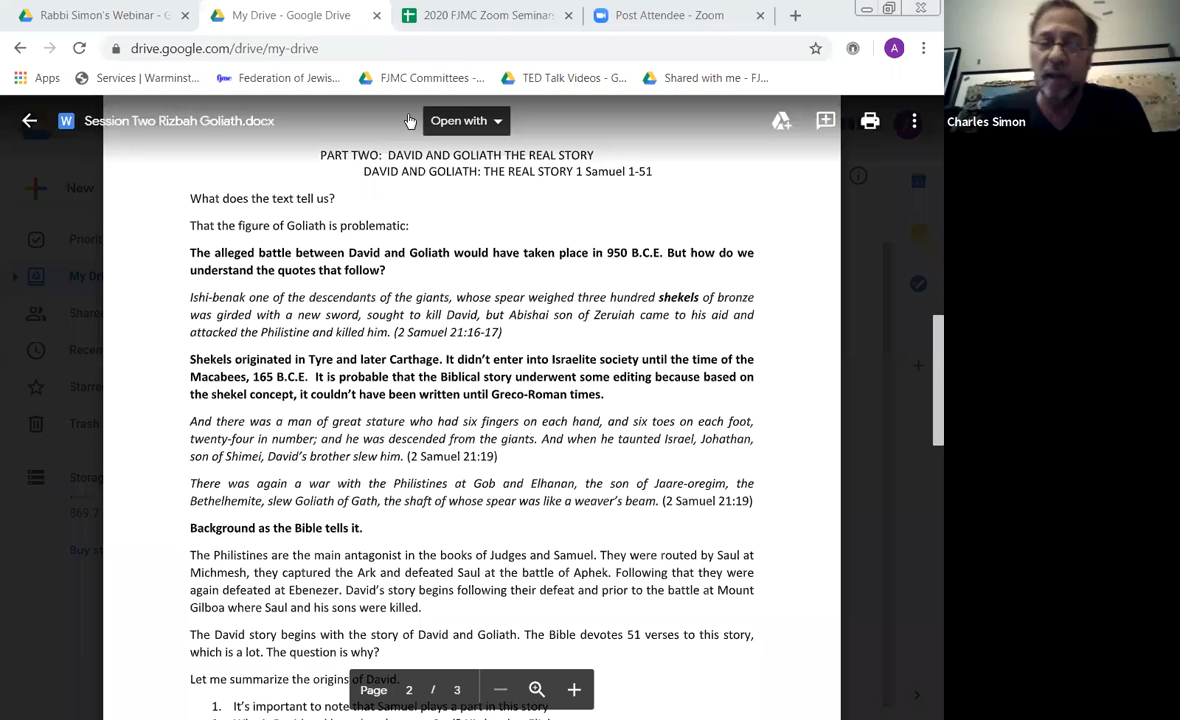 Rabbi Simon's Webinar - G
My Drive - Google Drive
2020 FJMC Zoom Seminars
Post Attendee - Zoom
drive.google.com/drive/my-drive
A
Apps
Services | Warminst...
Federation of Jewis...
FJMC Committees -...
TED Talk Videos - G...
Shared with me - FJ...
W
Session Two Rizbah Goliath.docx
Open with
Charles Simon
PART TWO: DAVID AND GOLIATH THE REAL STORY
DAVID AND GOLIATH: THE REAL STORY 1 Samuel 1-51
What does the text tell us?
That the figure of Goliath is problematic:
The alleged battle between David and Goliath would have taken place in 950 B.C.E. But how do we
understand the quotes that follow?
Ishi-benak one of the descendants of the giants, whose spear weighed three hundred shekels of bronze
was girded with a new sword, sought to kill David, but Abishai son of Zeruiah came to his aid and
attacked the Philistine and killed him. (2 Samuel 21:16-17)
Shekels originated in Tyre and later Carthage. It didn't enter into Israelite society until the time of the
Macabees, 165 B.C.E. It is probable that the Biblical story underwent some editing because based on
the shekel concept, it couldn't have been written until Greco-Roman times.
And there was a man of great stature who had six fingers on each hand, and six toes on each foot,
twenty-four in number; and he was descended from the giants. And when he taunted Israel, Johathan,
son of Shimei, David's brother slew him. (2 Samuel 21:19)
There was again a war with the Philistines at Gob and Elhanan, the son of Jaare-oregim, the
Bethelhemite, slew Goliath of Gath, the shaft of whose spear was like a weaver's beam. (2 Samuel 21:19)
Background as the Bible tells it.
The Philistines are the main antagonist in the books of Judges and Samuel. They were routed by Saul at
Michmesh, they captured the Ark and defeated Saul at the battle of Aphek. Following that they were
again defeated at Ebenezer. David's story begins following their defeat and prior to the battle at Mount
Gilboa where Saul and his sons were killed.
The David story begins with the story of David and Goliath. The Bible devotes 51 verses to this story,
which is a lot. The question is why?
Let me summarize the origins of David.
1. It's important to note that Samuel plays a part in this story
Page 2 / 3
New
Priorit
My Dr
Shared
Recen
Starre
Trash
Storag
869.7
Buy st